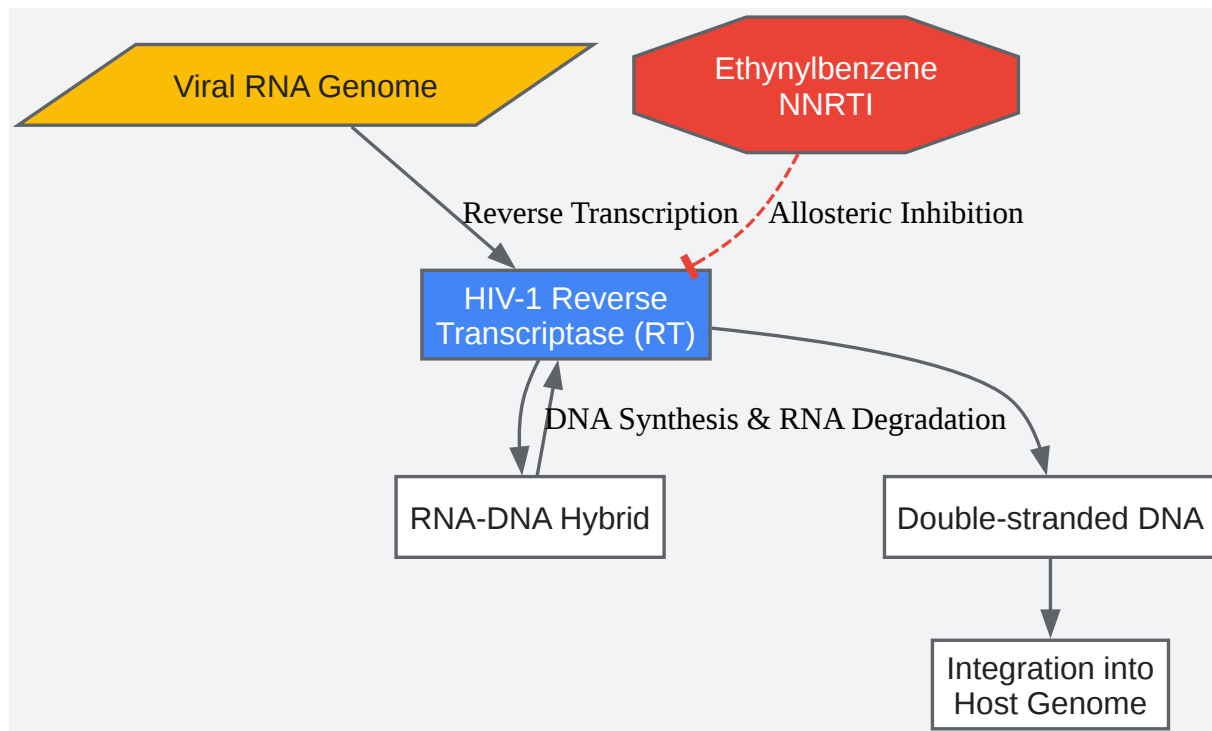 Viral RNA Genome
Ethynylbenzene
NNRTI
Reverse Transcription
Allosteric Inhibition
HIV-1 Reverse
Transcriptase (RT)
DNA Synthesis & RNA Degradation
RNA-DNA Hybrid
Double-stranded DNA
Integration into
Host Genome